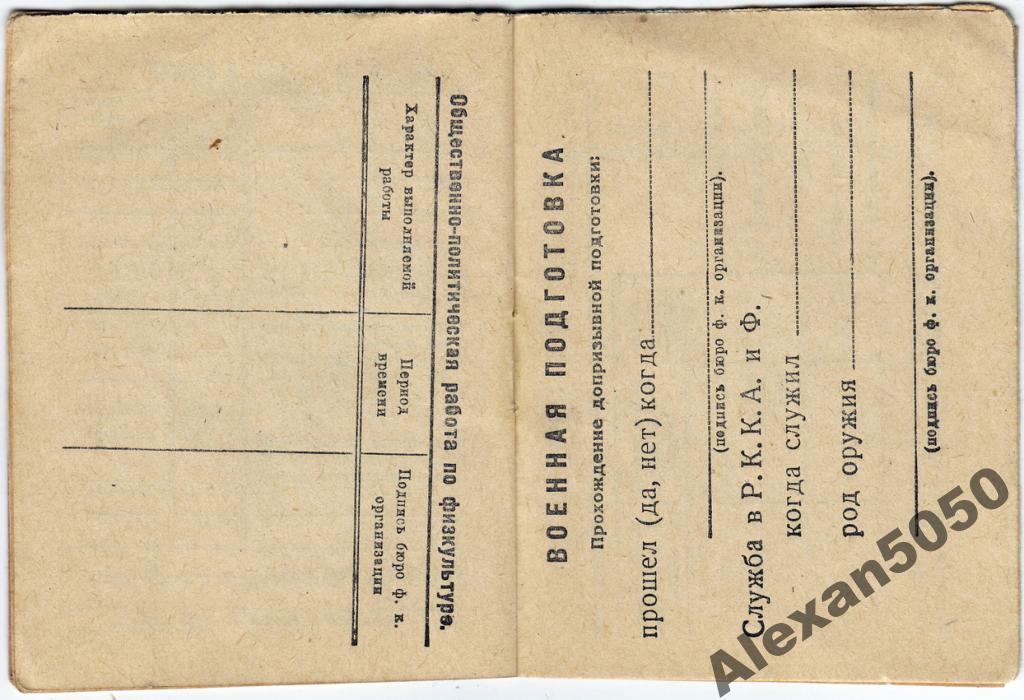 Общественно-политическая работа по физкультуре.
Характер выполняемой
работы
Период
времени
Подпись бюро ф. к.
организации
ВОЕННАЯ ПОДГОТОВКА
Прохождение допризывной подготовки:
прошел (да, нет) когда
(подпись бюро ф. к. организации).
Служба в Р. К. К. А. и Ф.
когда служил
род оружия
(подпись бюро ф. к. организации).
Alexan5050